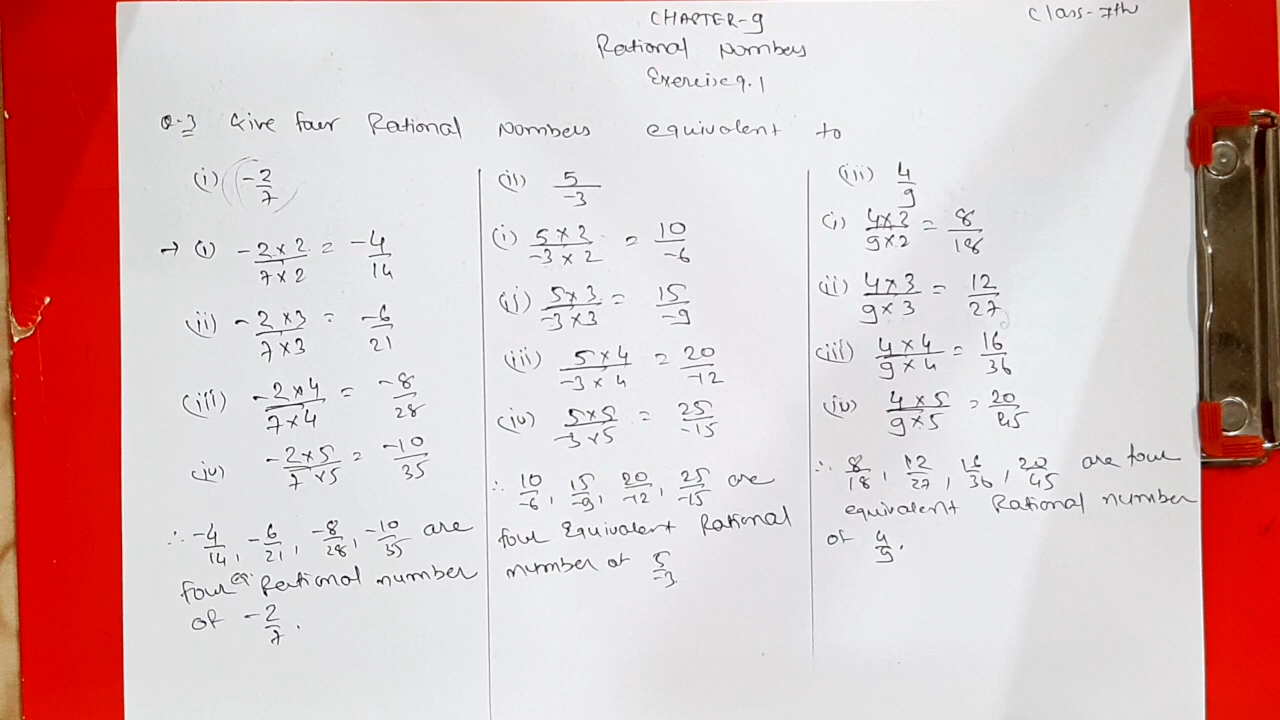 CHAPTER-9
Class-7th
Rational Numbers
Exercise 9.1
Q-3 Give four Rational Numbers equivalent to
(i) -2/7
→ (i) -2×2/7×2 = -4/14
(ii) -2×3/7×3 = -6/21
(iii) -2×4/7×4 = -8/28
(iv) -2×5/7×5 = -10/35
∴ -4/14, -6/21, -8/28, -10/35 are
four eq. Rational number
of -2/7.
(ii) 5/-3
(i) 5×2/-3×2 = 10/-6
(ii) 5×3/-3×3 = 15/-9
(iii) 5×4/-3×4 = 20/-12
(iv) 5×5/-3×5 = 25/-15
∴ 10/-6, 15/-9, 20/-12, 25/-15 are
four Equivalent Rational
number of 5/-3
(iii) 4/9
(i) 4×2/9×2 = 8/18
(ii) 4×3/9×3 = 12/27
(iii) 4×4/9×4 = 16/36
(iv) 4×5/9×5 = 20/45
∴ 8/18, 12/27, 16/36, 20/45 are four
equivalent Rational number
of 4/9.